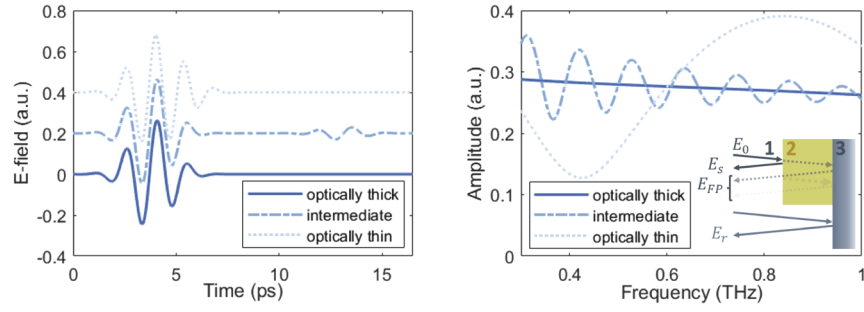 0.8
0.6
0.4
0.2
0
-0.2
-0.4
E-field (a.u.)
0
5
10
15
Time (ps)
optically thick
intermediate
optically thin
0.4
0.3
0.2
0.1
0
Amplitude (a.u.)
0.4
0.6
0.8
1
Frequency (THz)
optically thick
intermediate
optically thin
E0 1 2 3
Es
EFP
Er